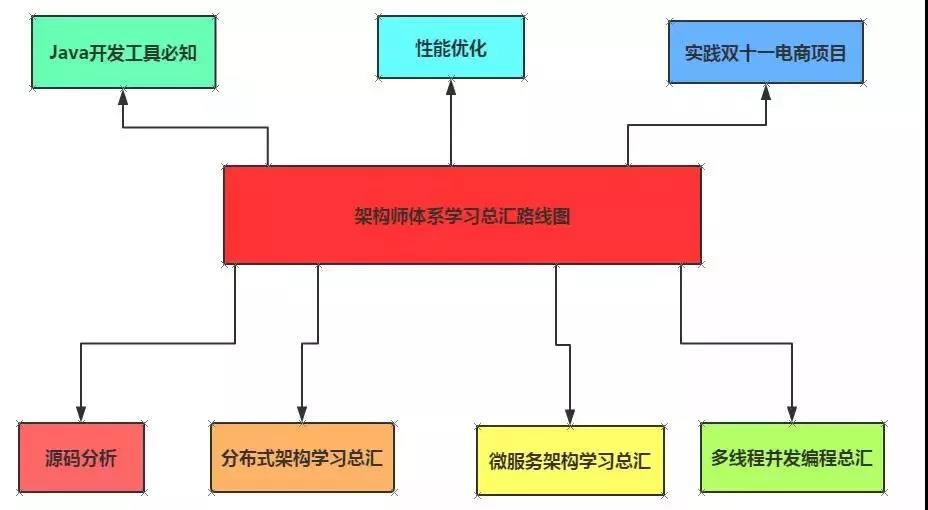 Java开发工具必知
性能优化
实践双十一电商项目
架构师体系学习总汇路线图
源码分析
分布式架构学习总汇
微服务架构学习总汇
多线程并发编程总汇